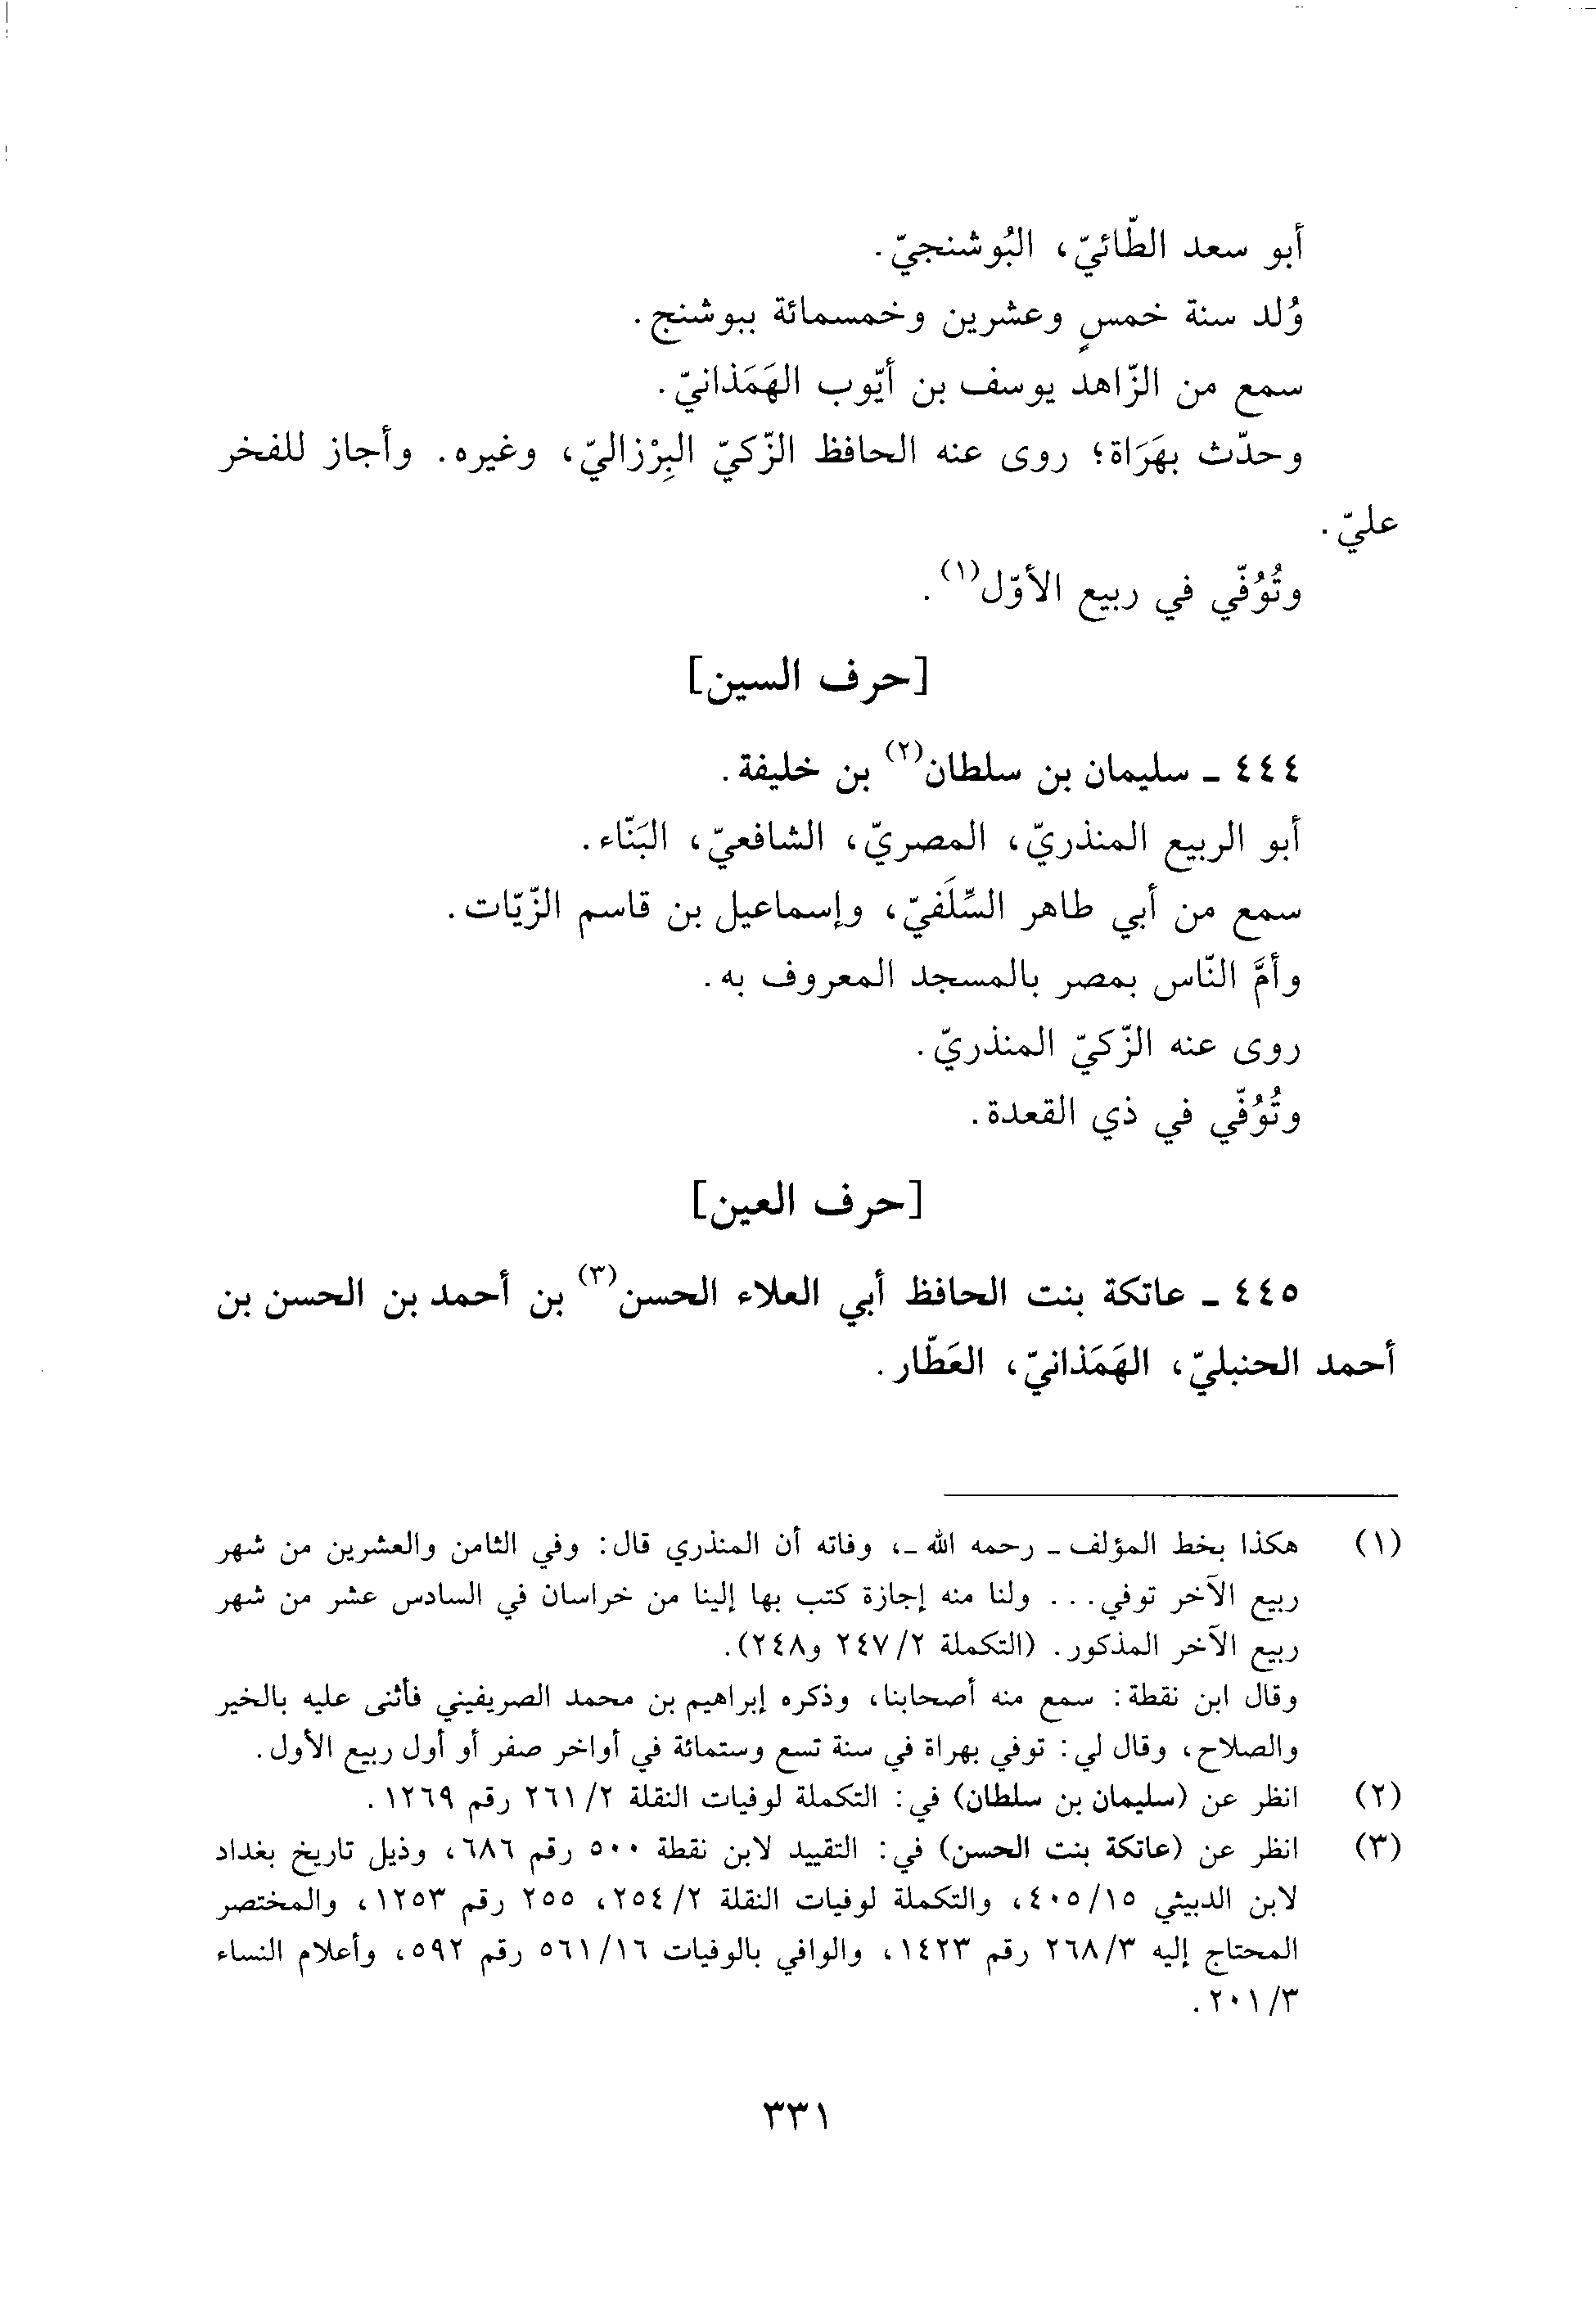 أبو سعد الطّائيّ، البُوشنجيّ.
وُلد سنة خمسٍ وعشرين وخمسمائة ببوشنج.
سمع من الزّاهد يوسف بن أيّوب الهَمَذانيّ.
وحدّث بهَرَاة؛ روى عنه الحافظ الزّكيّ البِرْزاليّ، وغيره. وأجاز للفخر
عليّ.
وتُوُفّي في ربيع الأوّل(١).
[حرف السين]
٤٤٤ ـ سليمان بن سلطان(٢) بن خليفة.
أبو الربيع المنذريّ، المصريّ، الشافعيّ، البَنّاء.
سمع من أبي طاهر السِّلَفيّ، وإسماعيل بن قاسم الزّيّات.
وأمَّ النّاس بمصر بالمسجد المعروف به.
روى عنه الزّكيّ المنذريّ.
وتُوُفّي في ذي القعدة.
[حرف العين]
٤٤٥ ـ عاتكة بنت الحافظ أبي العلاء الحسن(٣) بن أحمد بن الحسن بن
أحمد الحنبليّ، الهَمَذانيّ، العَطّار.
(١) هكذا بخط المؤلف ـ رحمه الله ـ، وفاته أن المنذري قال: وفي الثامن والعشرين من شهر
ربيع الآخر توفي... ولنا منه إجازة كتب بها إلينا من خراسان في السادس عشر من شهر
ربيع الآخر المذكور. (التكملة ٢/ ٢٤٧ و٢٤٨).
وقال ابن نقطة: سمع منه أصحابنا، وذكره إبراهيم بن محمد الصريفيني فأثنى عليه بالخير
والصلاح، وقال لي: توفي بهراة في سنة تسع وستمائة في أواخر صفر أو أول ربيع الأول.
(٢) انظر عن (سليمان بن سلطان) في: التكملة لوفيات النقلة ٢/ ٢٦١ رقم ١٢٦٩.
(٣) انظر عن (عاتكة بنت الحسن) في: التقييد لابن نقطة ٥٠٠ رقم ٦٨٦، وذيل تاريخ بغداد
لابن الدبيثي ١٥/ ٤٠٥، والتكملة لوفيات النقلة ٢/ ٢٥٤، ٢٥٥ رقم ١٢٥٣، والمختصر
المحتاج إليه ٣/ ٢٦٨ رقم ١٤٢٣، والوافي بالوفيات ١٦/ ٥٦١ رقم ٥٩٢، وأعلام النساء
٣/ ٢٠١.
٣٣١